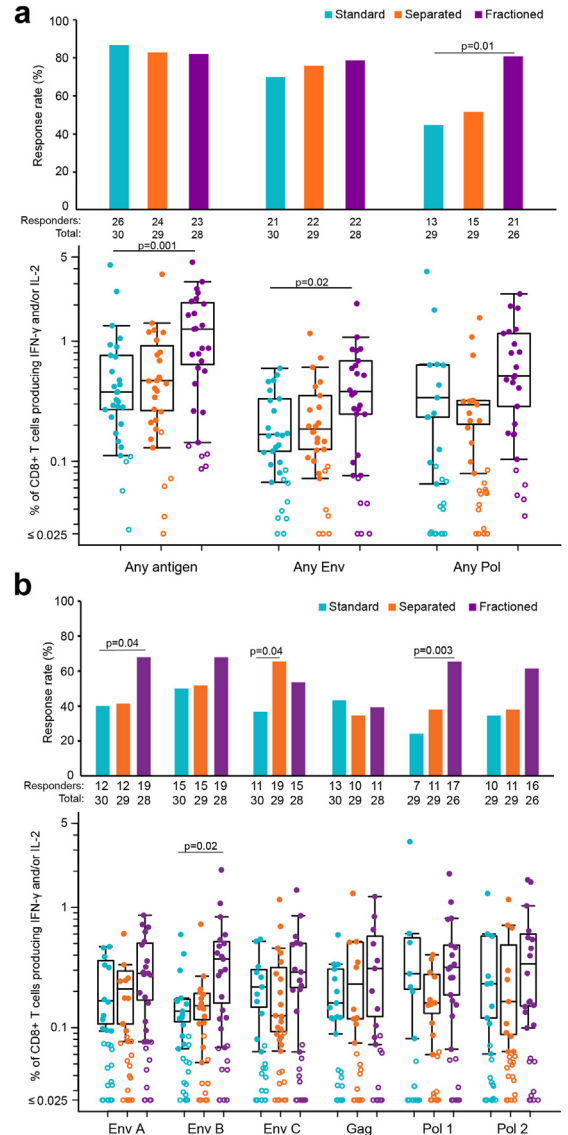 a
Standard Separated Fractioned
100
80
60
40
20
0
Response rate (%)
p=0.01
Responders: 26 24 23 21 22 22 13 15 21
Total: 30 29 28 30 29 28 29 29 26
5
1
0.1
≤0.025
% of CD8+ T cells producing IFN-γ and/or IL-2
p=0.001
p=0.02
Any antigen Any Env Any Pol
b
Standard Separated Fractioned
100
80
60
40
20
0
Response rate (%)
p=0.04
p=0.04
p=0.003
Responders: 12 12 19 15 15 19 11 19 15 13 10 11 7 11 17 10 11 16
Total: 30 29 28 30 29 28 30 29 28 30 29 28 29 29 26 29 29 26
5
1
0.1
≤0.025
% of CD8+ T cells producing IFN-γ and/or IL-2
p=0.02
Env A Env B Env C Gag Pol 1 Pol 2